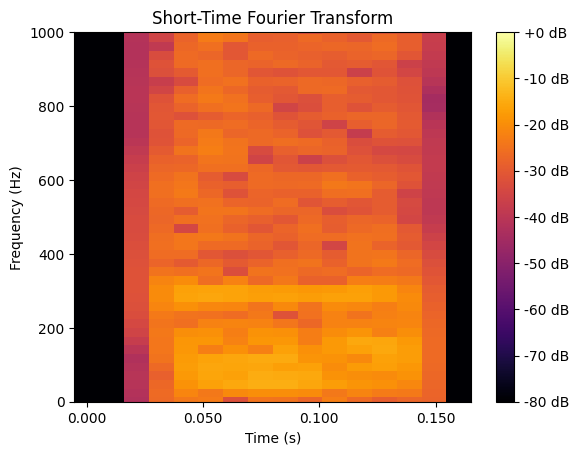 Short-Time Fourier Transform
1000
800
600
400
200
0
Frequency (Hz)
0.000
0.050
0.100
0.150
Time (s)
+0 dB
-10 dB
-20 dB
-30 dB
-40 dB
-50 dB
-60 dB
-70 dB
-80 dB